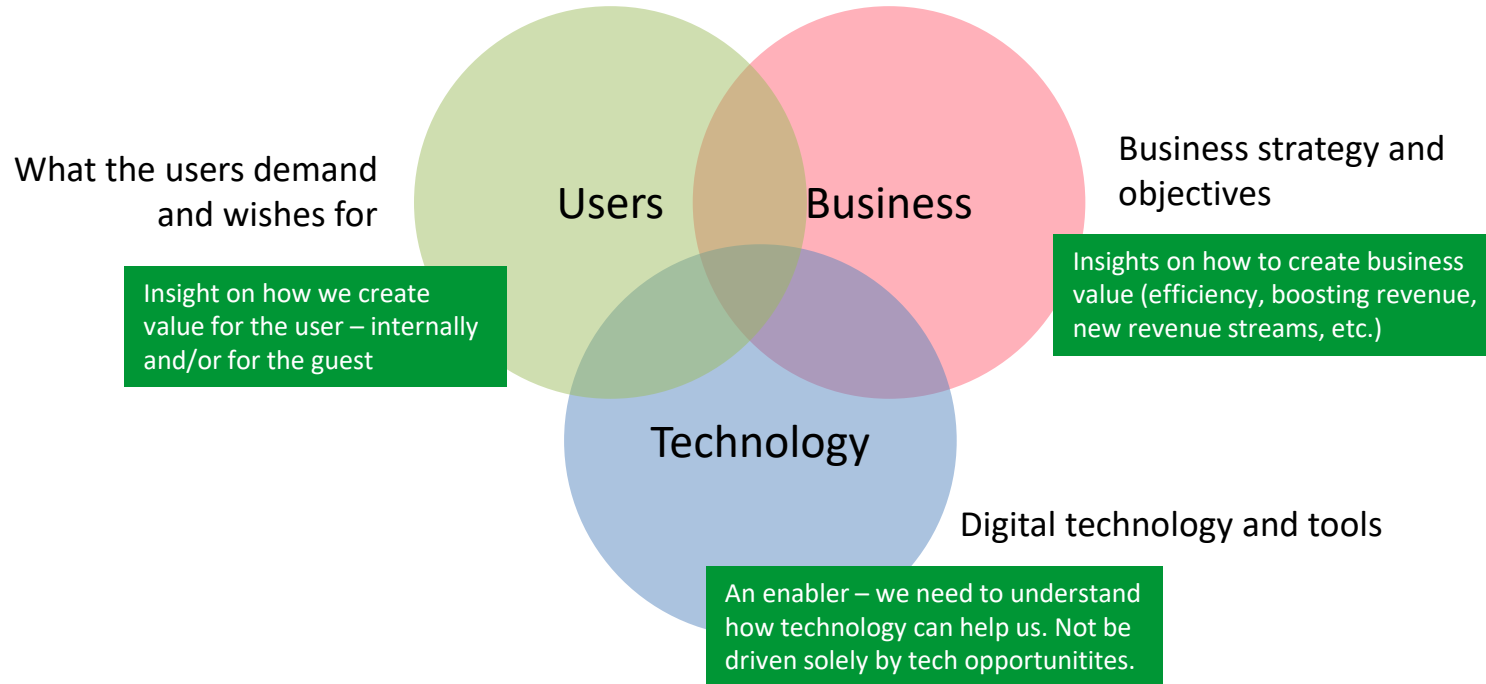 What the users demand
and wishes for
Users
Business
Business strategy and
objectives
Insight on how we create
value for the user – internally
and/or for the guest
Insights on how to create business
value (efficiency, boosting revenue,
new revenue streams, etc.)
Technology
Digital technology and tools
An enabler – we need to understand
how technology can help us. Not be
driven solely by tech opportunitites.